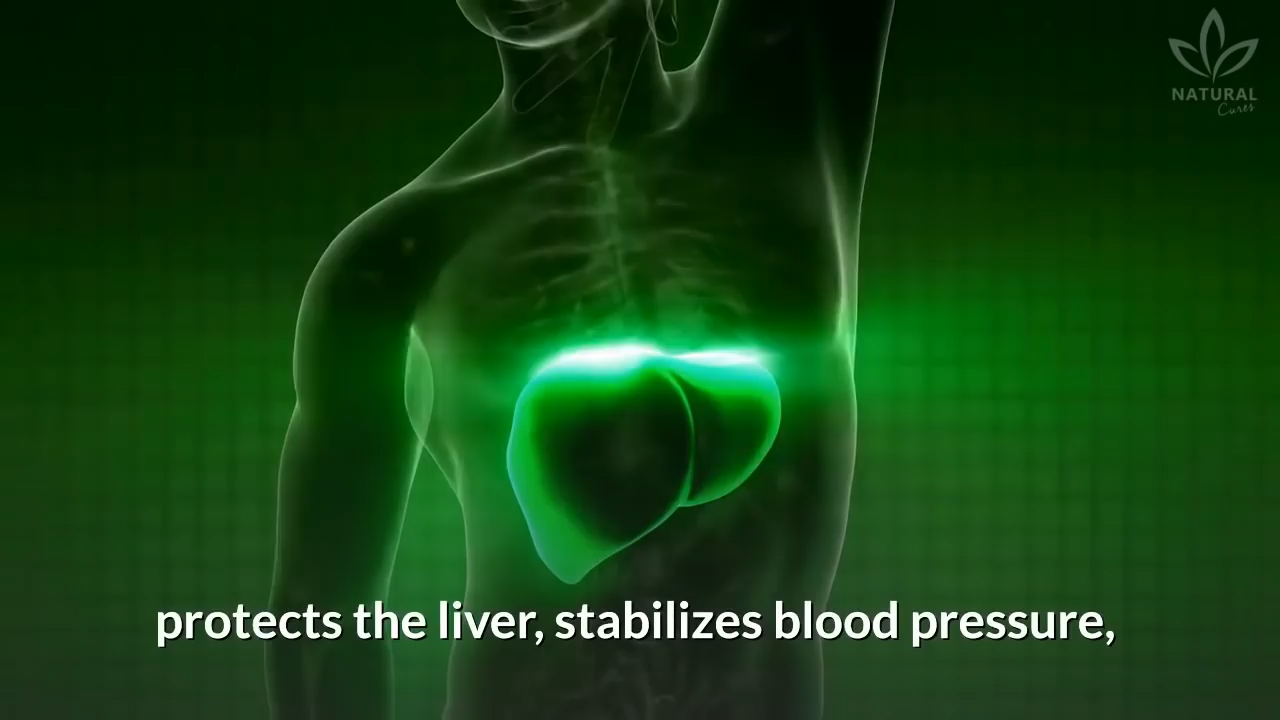 NATURAL
Cures
protects the liver, stabilizes blood pressure,